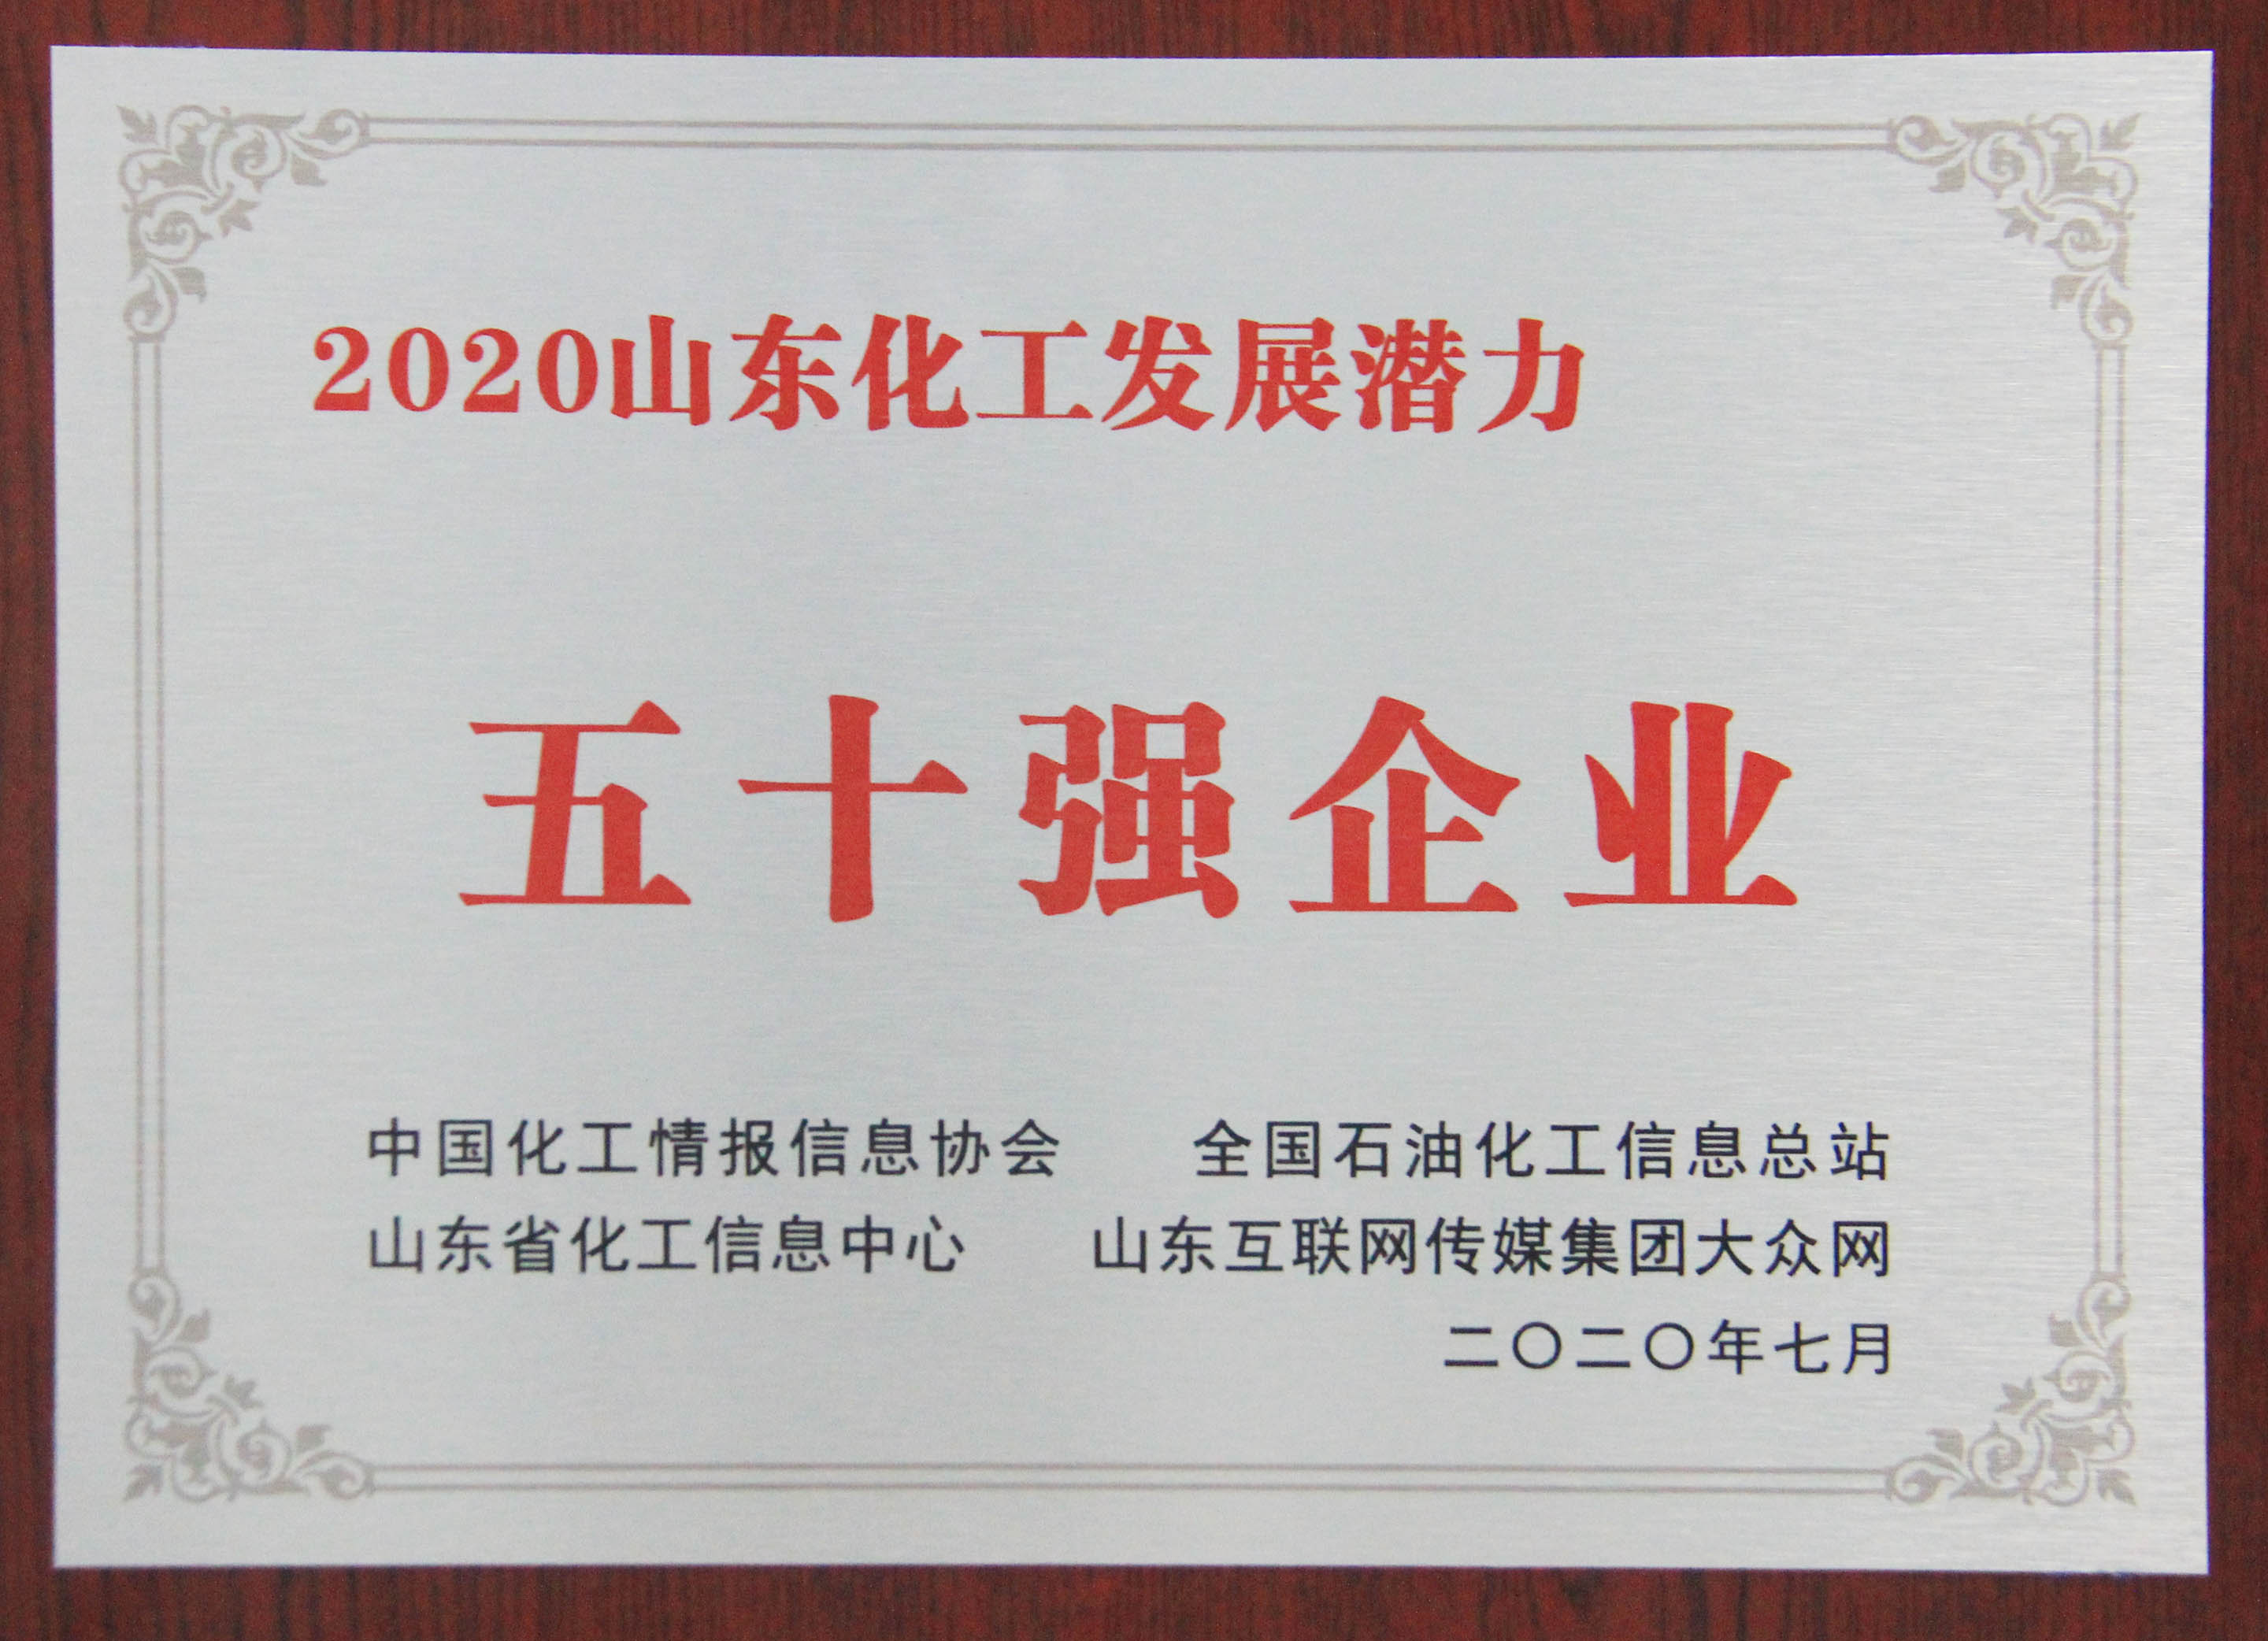 2020山东化工发展潜力
五十强企业
中国化工情报信息协会 全国石油化工信息总站
山东省化工信息中心 山东互联网传媒集团大众网
二〇二〇年七月